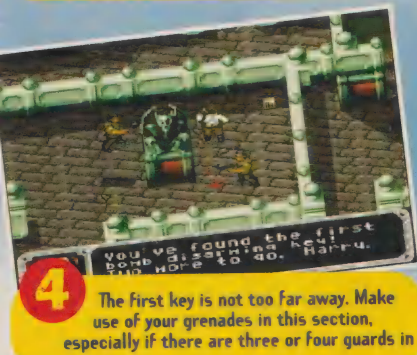 You've found the first
bomb disarming key!
Two more to go, Harry.
4
The first key is not too far away. Make
use of your grenades in this section,
especially if there are three or four guards in